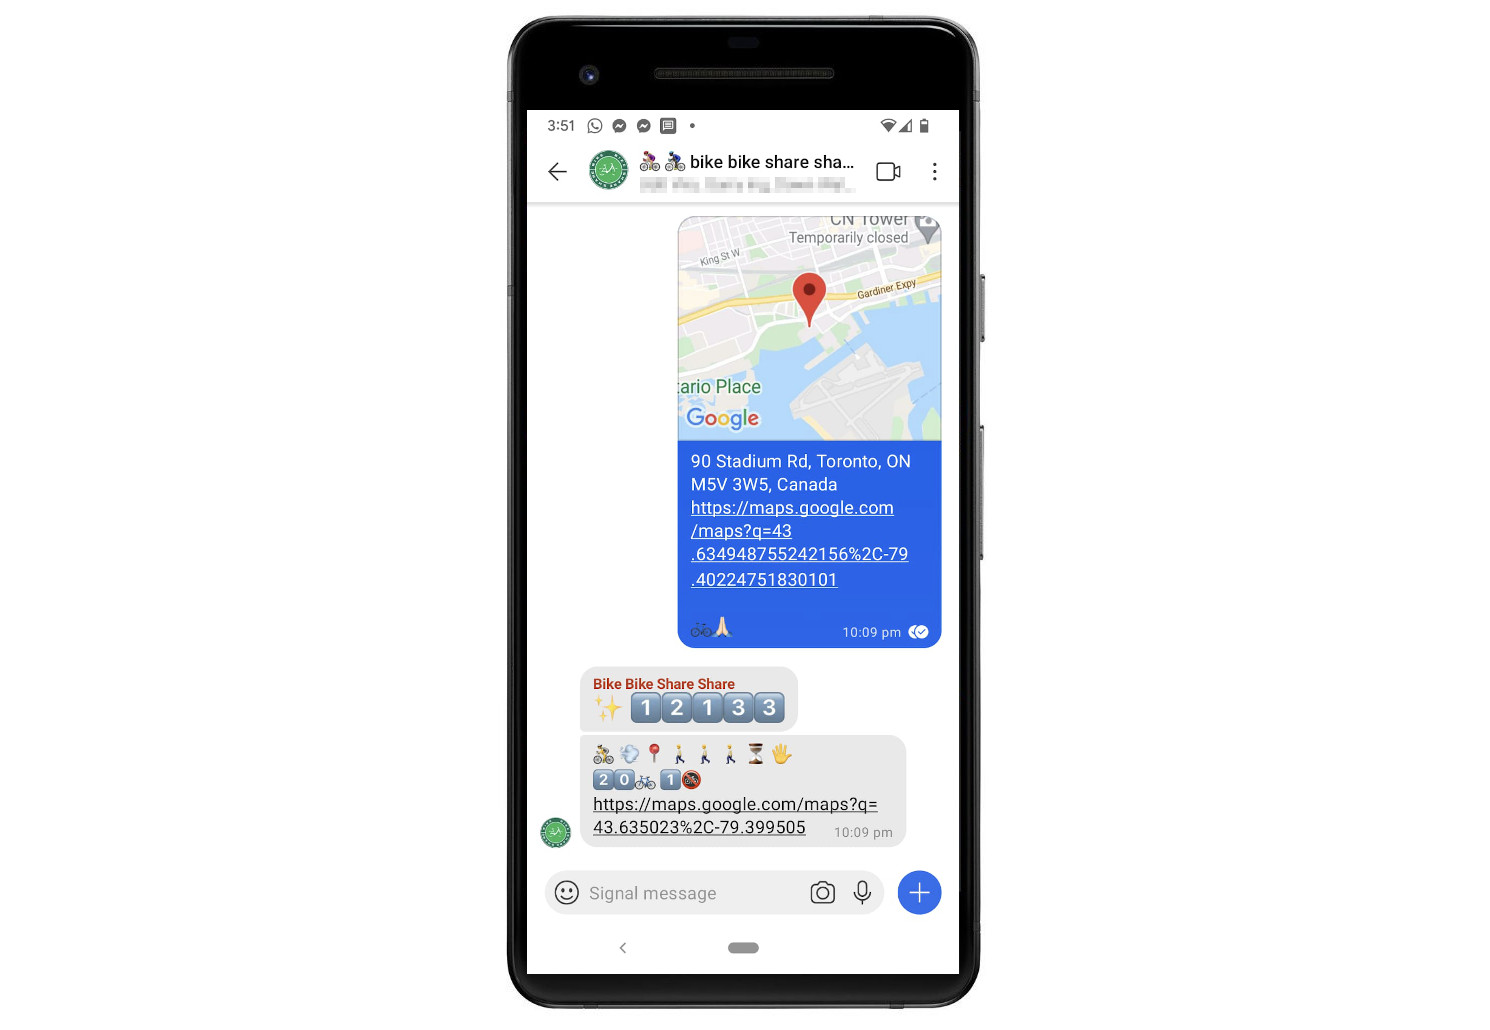 3:51
🚴🏽‍♀️ 🚴🏿 bike bike share sha...
CN Tower
Temporarily closed
King St W
Gardiner Expy
tario Place
Google
90 Stadium Rd, Toronto, ON
M5V 3W5, Canada
https://maps.google.com
/maps?q=43
.634948755242156%2C-79
.40224751830101
🚲🙏🏻
10:09 pm
Bike Bike Share Share
✨ 1️⃣2️⃣1️⃣3️⃣3️⃣
🚴💨📍🚶🚶🚶⏳🖐
2️⃣0️⃣🚲1️⃣🚳
https://maps.google.com/maps?q=
43.635023%2C-79.399505
10:09 pm
Signal message